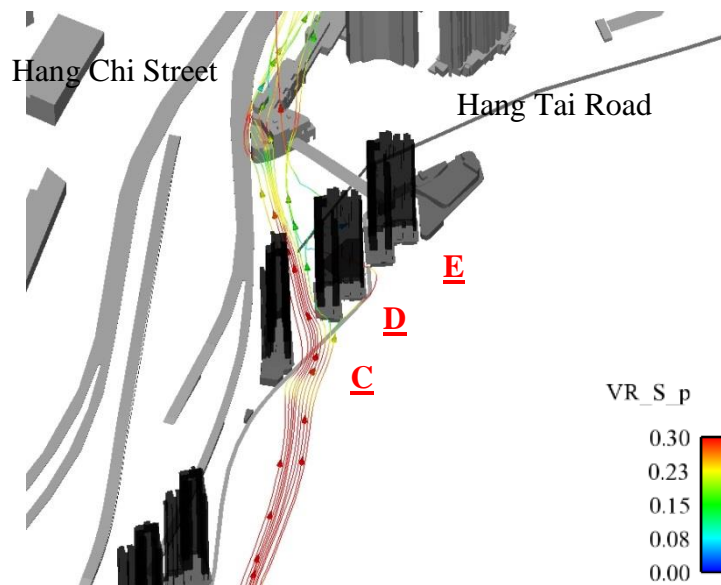 Hang Chi Street
Hang Tai Road
E
D
C
VR_S_p
0.30
0.23
0.15
0.08
0.00